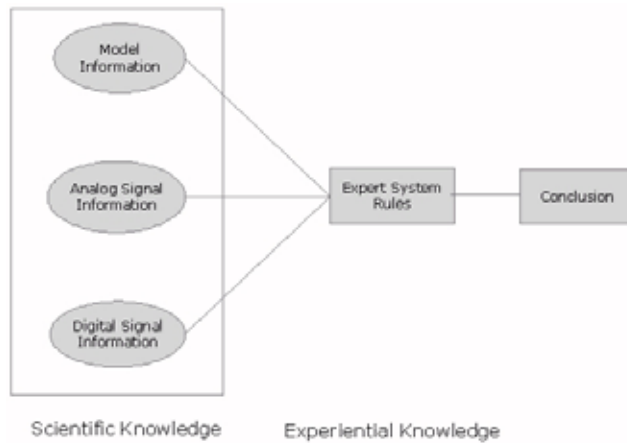 Model
Information
Analog Signal
Information
Digital Signal
Information
Expert System
Rules
Conclusion
Scientific Knowledge
Experiential Knowledge